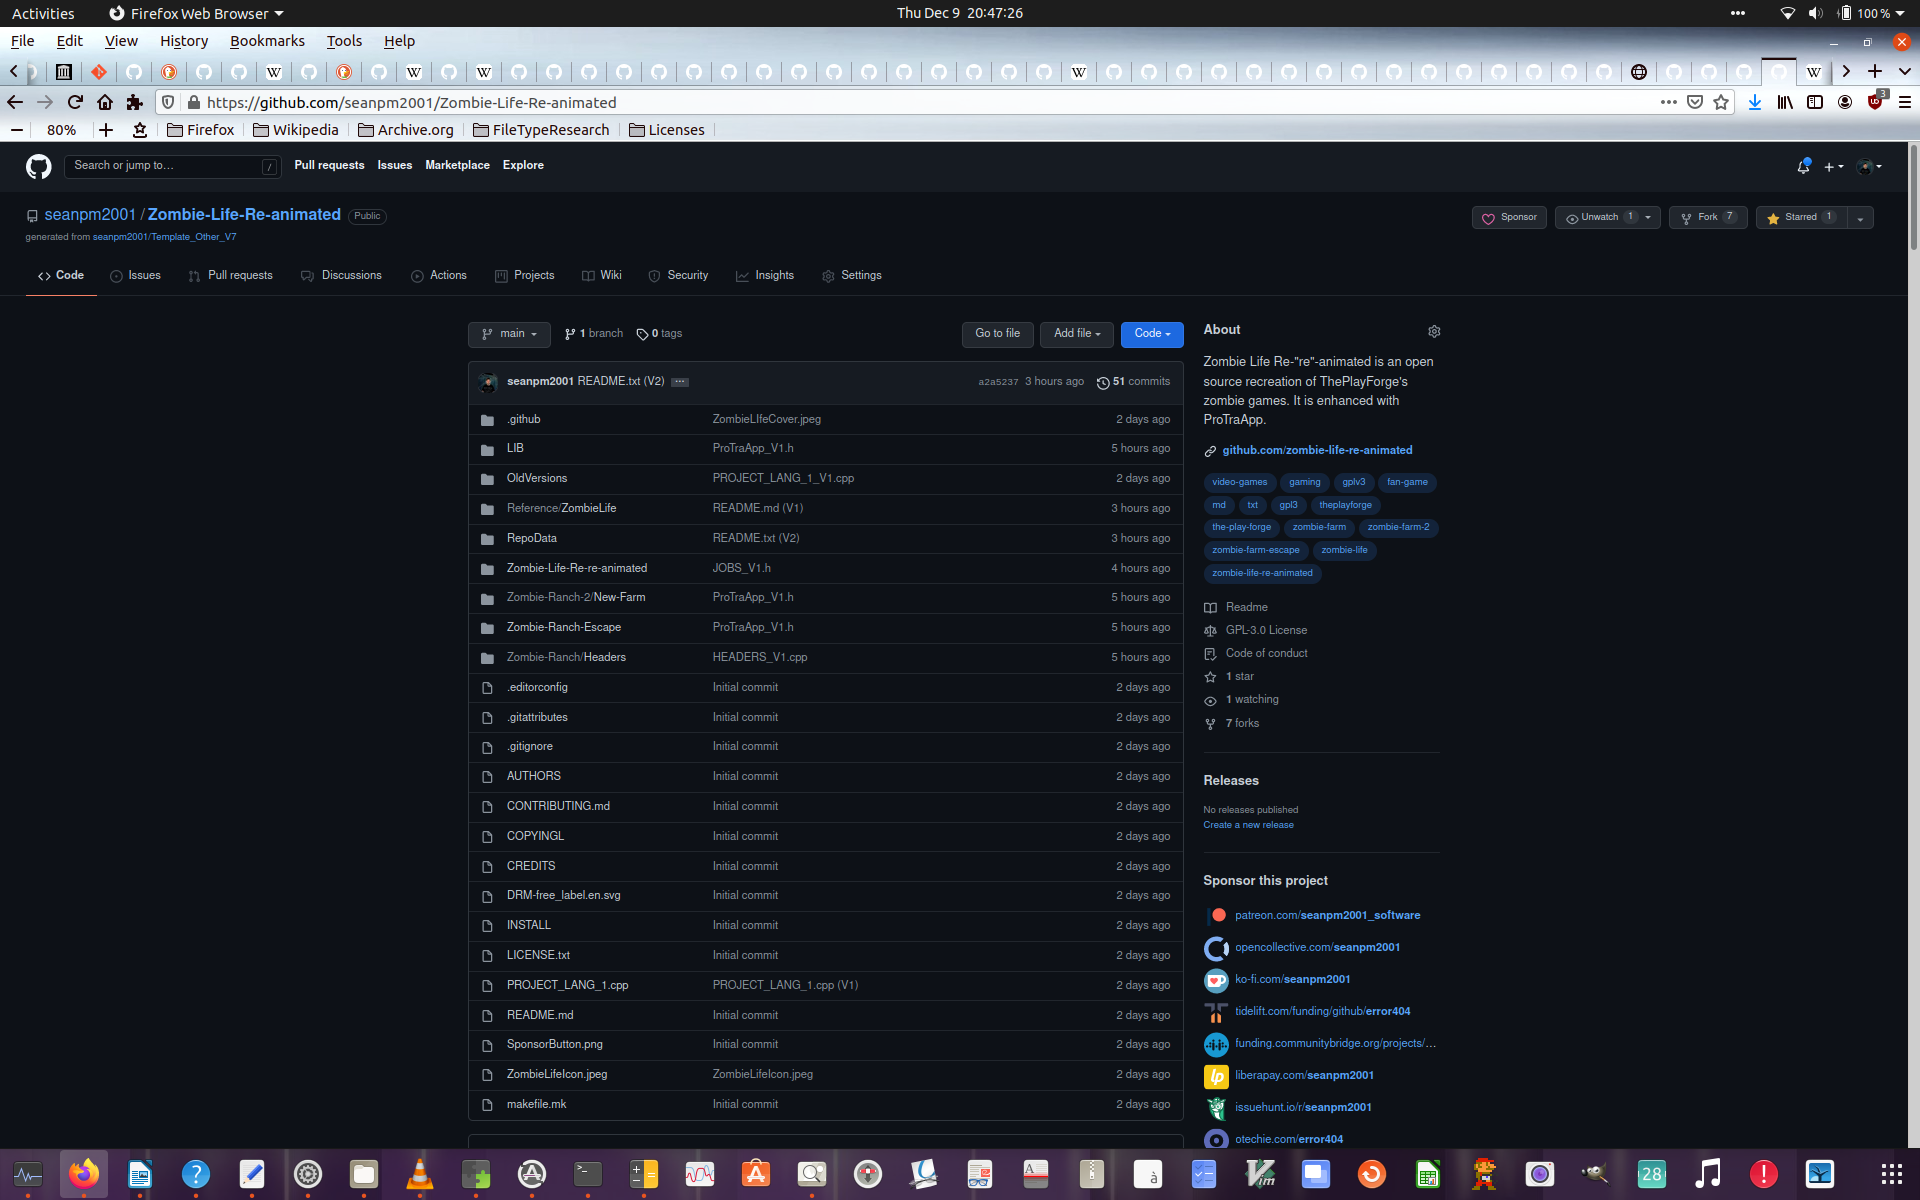 Activities Firefox Web Browser Thu Dec 9 20:47:26 100 %
File Edit View History Bookmarks Tools Help
https://github.com/seanpm2001/Zombie-Life-Re-animated 3
80% Firefox Wikipedia Archive.org FileTypeResearch Licenses
Search or jump to… / Pull requests Issues Marketplace Explore
seanpm2001 / Zombie-Life-Re-animated Public
Sponsor Unwatch 1 Fork 7 Starred 1
generated from seanpm2001/Template_Other_V7
Code Issues Pull requests Discussions Actions Projects Wiki Security Insights Settings
main 1 branch 0 tags Go to file Add file Code
seanpm2001 README.txt (V2) ... a2a5237 3 hours ago 51 commits
.github ZombieLIfeCover.jpeg 2 days ago
LIB ProTraApp_V1.h 5 hours ago
OldVersions PROJECT_LANG_1_V1.cpp 2 days ago
Reference/ZombieLife README.md (V1) 3 hours ago
RepoData README.txt (V2) 3 hours ago
Zombie-Life-Re-re-animated JOBS_V1.h 4 hours ago
Zombie-Ranch-2/New-Farm ProTraApp_V1.h 5 hours ago
Zombie-Ranch-Escape ProTraApp_V1.h 5 hours ago
Zombie-Ranch/Headers HEADERS_V1.cpp 5 hours ago
.editorconfig Initial commit 2 days ago
.gitattributes Initial commit 2 days ago
.gitignore Initial commit 2 days ago
AUTHORS Initial commit 2 days ago
CONTRIBUTING.md Initial commit 2 days ago
COPYINGL Initial commit 2 days ago
CREDITS Initial commit 2 days ago
DRM-free_label.en.svg Initial commit 2 days ago
INSTALL Initial commit 2 days ago
LICENSE.txt Initial commit 2 days ago
PROJECT_LANG_1.cpp PROJECT_LANG_1.cpp (V1) 2 days ago
README.md Initial commit 2 days ago
SponsorButton.png Initial commit 2 days ago
ZombieLifeIcon.jpeg ZombieLifeIcon.jpeg 2 days ago
makefile.mk Initial commit 2 days ago
About
Zombie Life Re-"re"-animated is an open
source recreation of ThePlayForge's
zombie games. It is enhanced with
ProTraApp.
github.com/zombie-life-re-animated
video-games gaming gplv3 fan-game
md txt gpl3 theplayforge
the-play-forge zombie-farm zombie-farm-2
zombie-farm-escape zombie-life
zombie-life-re-animated
Readme
GPL-3.0 License
Code of conduct
1 star
1 watching
7 forks
Releases
No releases published
Create a new release
Sponsor this project
patreon.com/seanpm2001_software
opencollective.com/seanpm2001
ko-fi.com/seanpm2001
tidelift.com/funding/github/error404
funding.communitybridge.org/projects/…
liberapay.com/seanpm2001
issuehunt.io/r/seanpm2001
otechie.com/error404
28